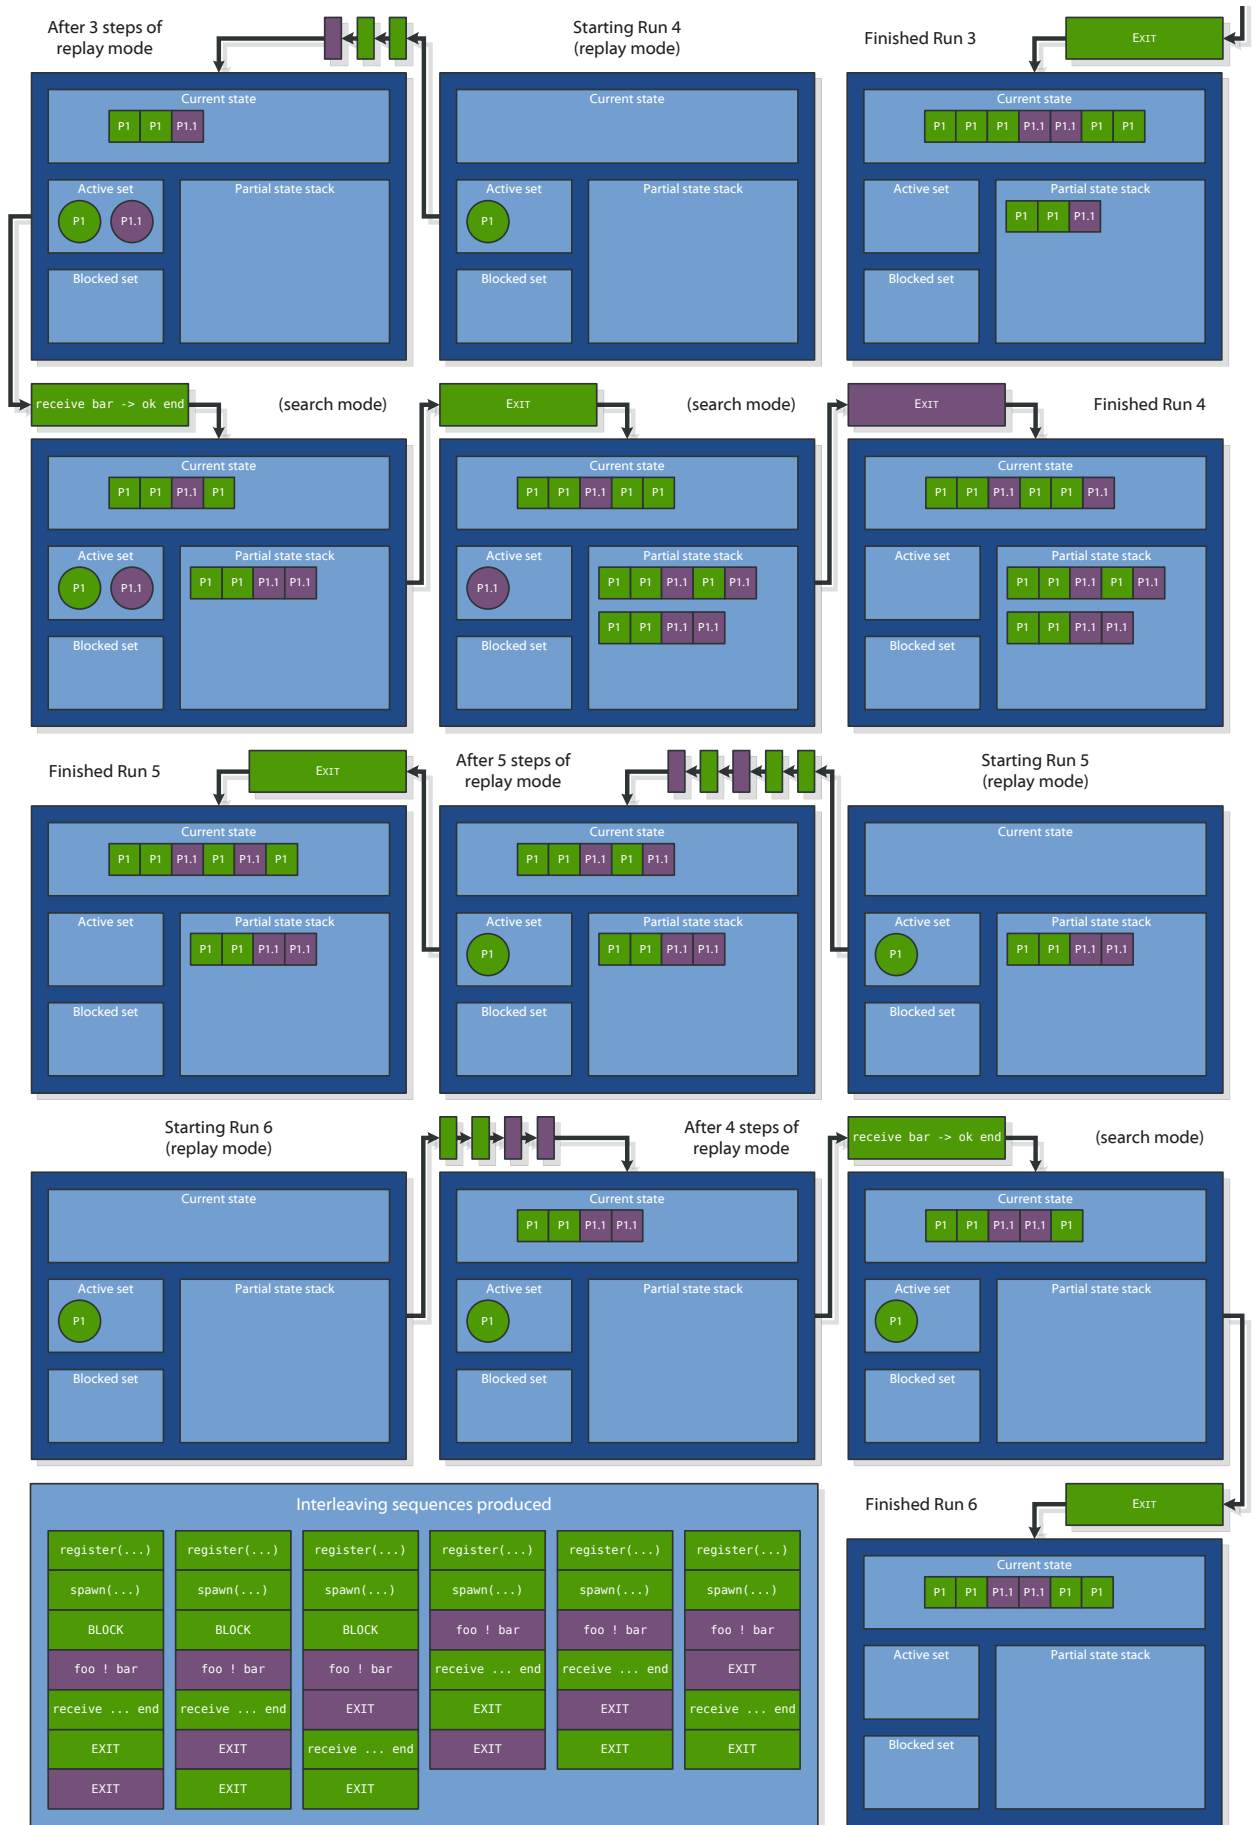 After 3 steps of
replay mode
Starting Run 4
(replay mode)
Finished Run 3
EXIT
Current state
P1 P1 P1.1
Active set
P1 P1.1
Partial state stack
Blocked set
Current state
Active set
P1
Partial state stack
Blocked set
Current state
P1 P1 P1 P1.1 P1.1 P1 P1
Active set
Partial state stack
P1 P1 P1.1
Blocked set
receive bar -> ok end
(search mode)
EXIT
(search mode)
EXIT
Finished Run 4
Current state
P1 P1 P1.1 P1
Active set
P1 P1.1
Partial state stack
P1 P1 P1.1 P1.1
Blocked set
Current state
P1 P1 P1.1 P1 P1
Active set
P1.1
Partial state stack
P1 P1 P1.1 P1 P1.1
P1 P1 P1.1 P1.1
Blocked set
Current state
P1 P1 P1.1 P1 P1 P1.1
Active set
Partial state stack
P1 P1 P1.1 P1 P1.1
P1 P1 P1.1 P1.1
Blocked set
Finished Run 5
EXIT
After 5 steps of
replay mode
Starting Run 5
(replay mode)
Current state
P1 P1 P1.1 P1 P1.1 P1
Active set
Partial state stack
P1 P1 P1.1 P1.1
Blocked set
Current state
P1 P1 P1.1 P1 P1.1
Active set
P1
Partial state stack
P1 P1 P1.1 P1.1
Blocked set
Current state
Active set
P1
Partial state stack
P1 P1 P1.1 P1.1
Blocked set
Starting Run 6
(replay mode)
After 4 steps of
replay mode
receive bar -> ok end
(search mode)
Current state
Active set
P1
Partial state stack
Blocked set
Current state
P1 P1 P1.1 P1.1
Active set
P1
Partial state stack
Blocked set
Current state
P1 P1 P1.1 P1.1 P1
Active set
P1
Partial state stack
Blocked set
Interleaving sequences produced
register(...) register(...) register(...) register(...) register(...) register(...)
spawn(...) spawn(...) spawn(...) spawn(...) spawn(...) spawn(...)
BLOCK BLOCK BLOCK foo ! bar foo ! bar foo ! bar
foo ! bar foo ! bar foo ! bar receive ... end receive ... end EXIT
receive ... end receive ... end EXIT EXIT EXIT receive ... end
EXIT EXIT receive ... end EXIT EXIT EXIT
EXIT EXIT EXIT
Finished Run 6
EXIT
Current state
P1 P1 P1.1 P1.1 P1 P1
Active set
Partial state stack
Blocked set